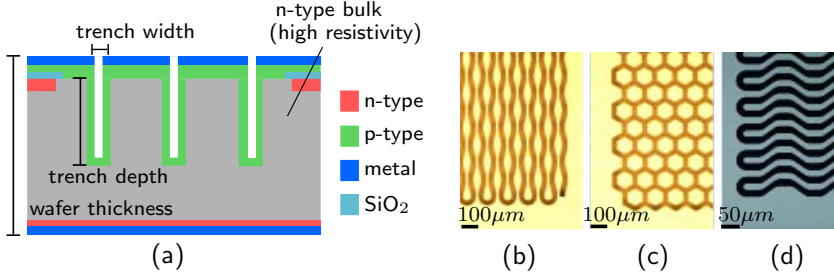 trench width
n-type bulk
(high resistivity)
n-type
p-type
metal
SiO₂
trench depth
wafer thickness
(a)
100μm
(b)
100μm
(c)
50μm
(d)